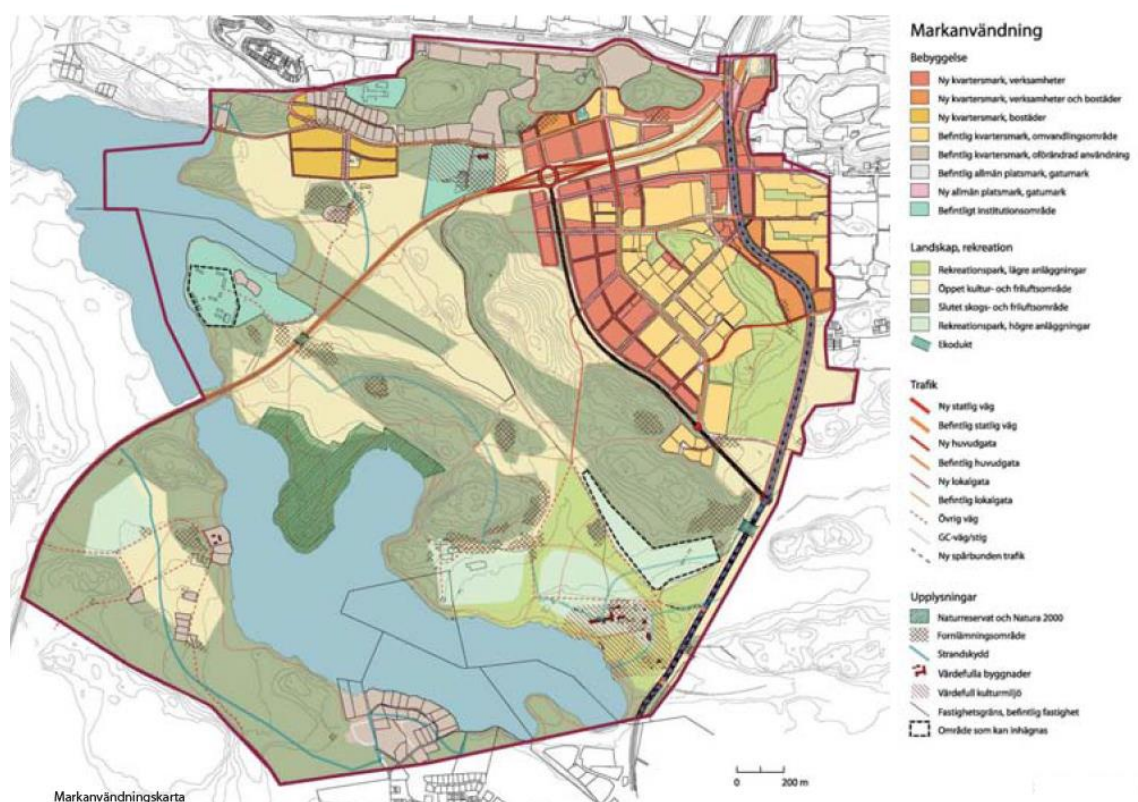 Markanvändning
Bebyggelse
Ny kvartersmark, verksamheter
Ny kvartersmark, verksamheter och bostäder
Ny kvartersmark, bostäder
Befintlig kvartersmark, omvandlingsområde
Befintlig kvartersmark, oförändrad användning
Befintlig allmän platsmark, gatumark
Ny allmän platsmark, gatumark
Befintligt institutionsområde
Landskap, rekreation
Rekreationspark, lägre anläggningar
Öppet kultur- och friluftsområde
Slutet skogs- och friluftsområde
Rekreationspark, högre anläggningar
Ekodukt
Trafik
Ny statlig väg
Befintlig statlig väg
Ny huvudgata
Befintlig huvudgata
Ny lokalgata
Befintlig lokalgata
Övrig väg
GC-väg/stig
Ny spårbunden trafik
Upplysningar
Naturreservat och Natura 2000
Fornlämningsområde
Strandskydd
Värdefulla byggnader
Värdefull kulturmiljö
Fastighetsgräns, befintlig fastighet
Område som kan inhägnas
0 200 m
Markanvändningskarta